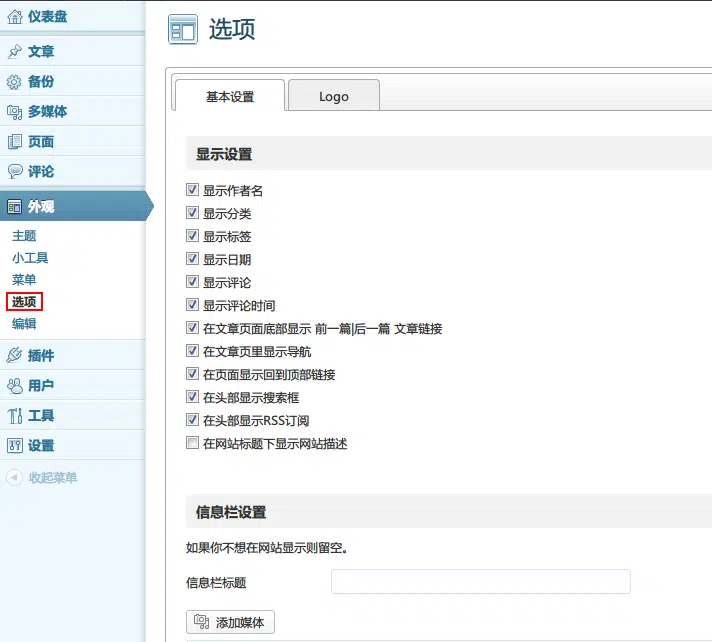 仪表盘
文章
备份
多媒体
页面
评论
外观
主题
小工具
菜单
选项
编辑
插件
用户
工具
设置
收起菜单
选项
基本设置
Logo
显示设置
显示作者名
显示分类
显示标签
显示日期
显示评论
显示评论时间
在文章页面底部显示 前一篇|后一篇 文章链接
在文章页里显示导航
在页面显示回到顶部链接
在头部显示搜索框
在头部显示RSS订阅
在网站标题下显示网站描述
信息栏设置
如果你不想在网站显示则留空。
信息栏标题
添加媒体